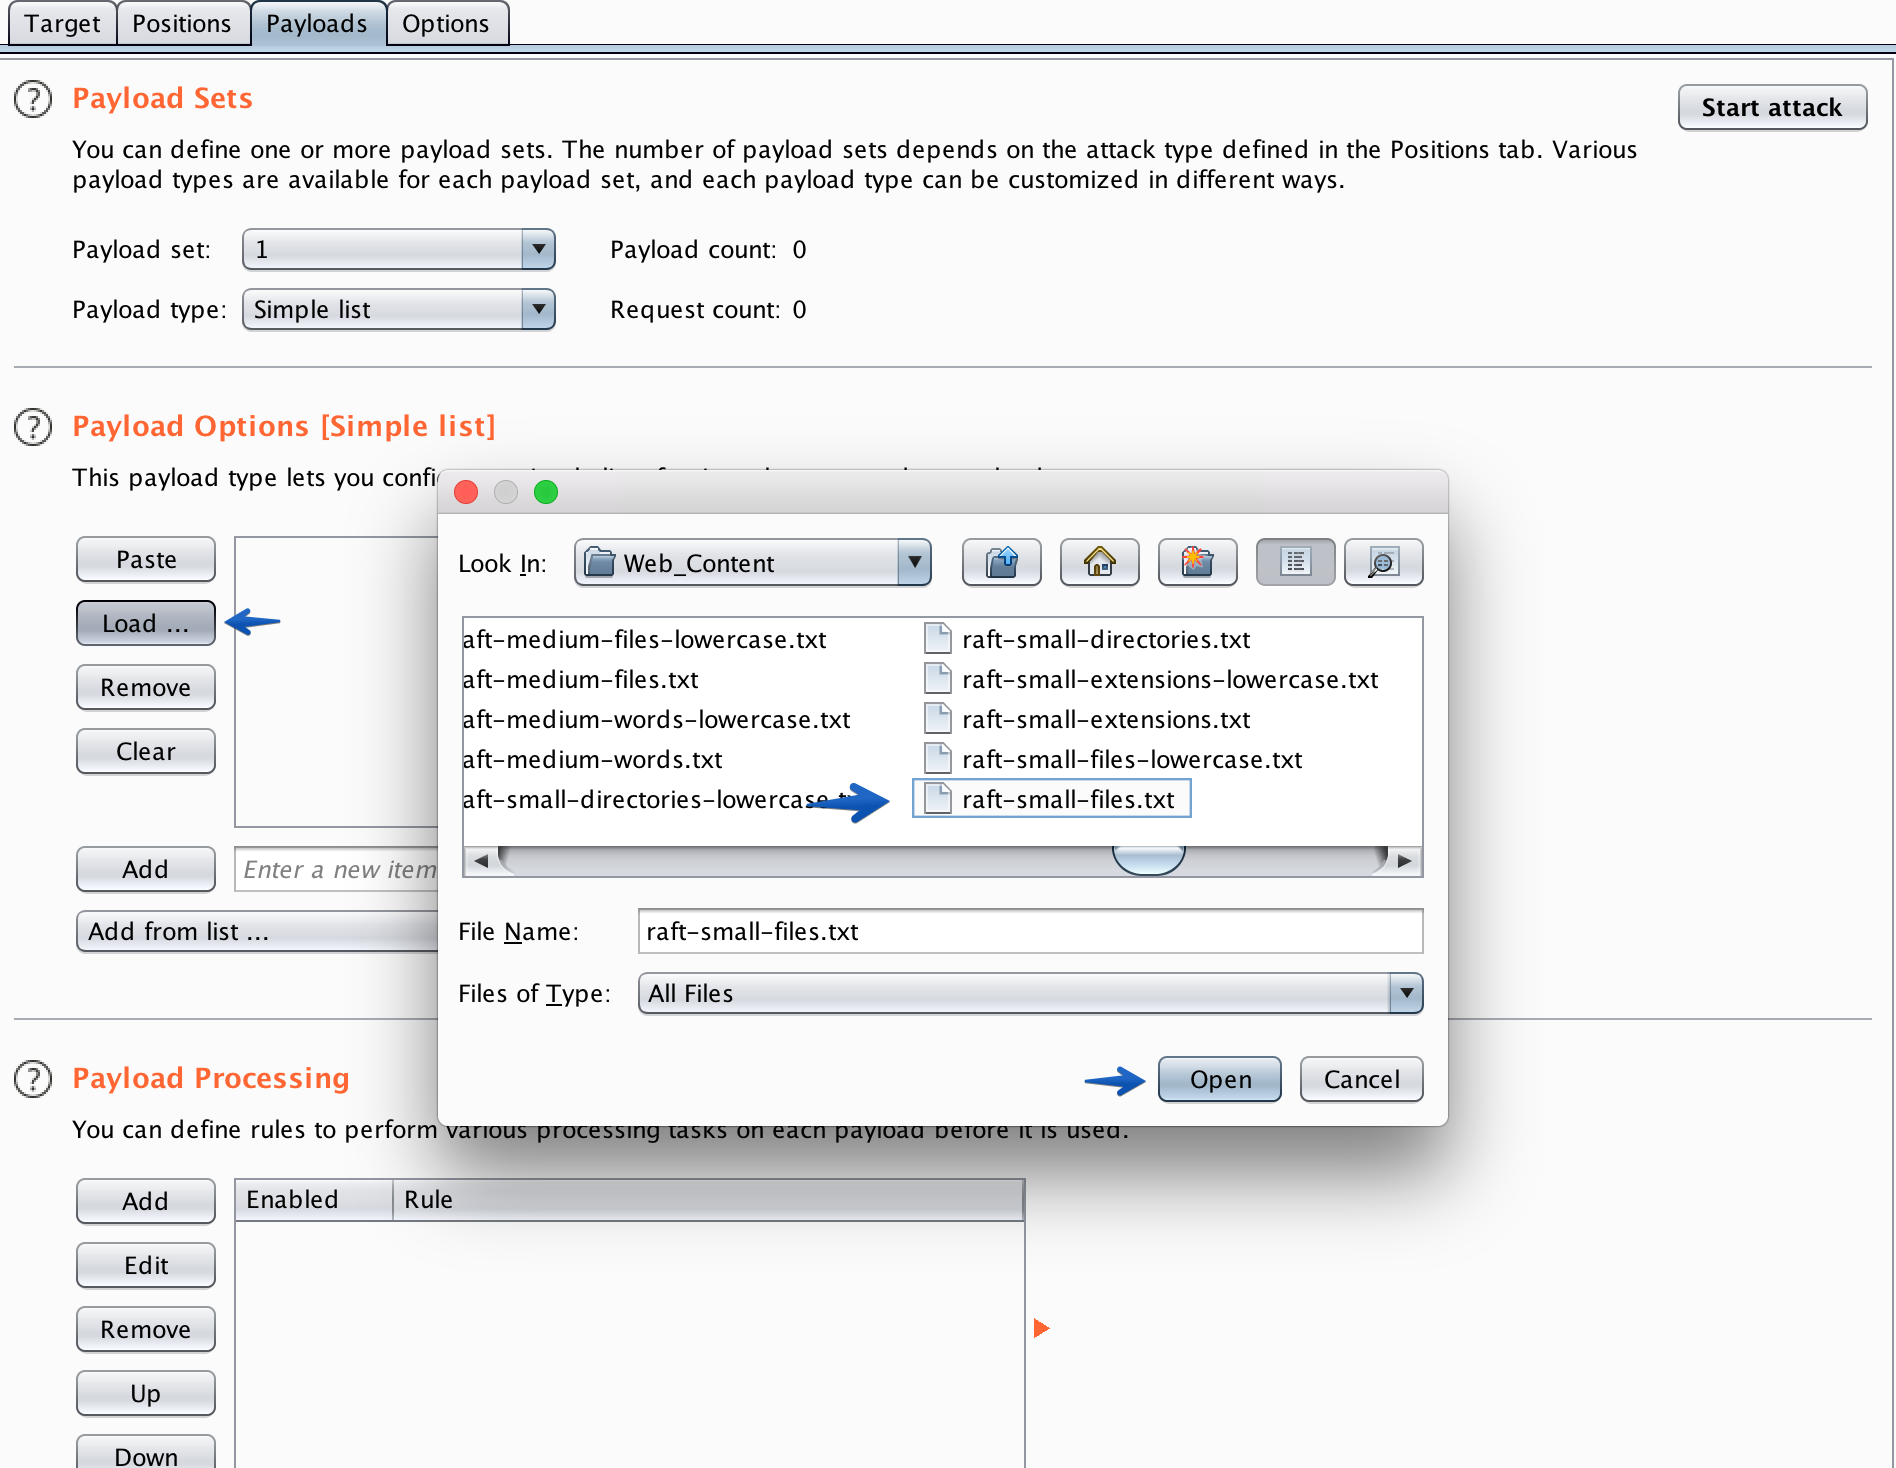 Target Positions Payloads Options
Payload Sets
Start attack
You can define one or more payload sets. The number of payload sets depends on the attack type defined in the Positions tab. Various
payload types are available for each payload set, and each payload type can be customized in different ways.
Payload set: 1 Payload count: 0
Payload type: Simple list Request count: 0
Payload Options [Simple list]
This payload type lets you confi
Paste
Load ...
Remove
Clear
Add Enter a new item
Add from list ...
Look In: Web_Content
aft-medium-files-lowercase.txt
aft-medium-files.txt
aft-medium-words-lowercase.txt
aft-medium-words.txt
aft-small-directories-lowercase.t
raft-small-directories.txt
raft-small-extensions-lowercase.txt
raft-small-extensions.txt
raft-small-files-lowercase.txt
raft-small-files.txt
File Name: raft-small-files.txt
Files of Type: All Files
Open Cancel
Payload Processing
You can define rules to perform various processing tasks on each payload before it is used.
Add
Edit
Remove
Up
Down
Enabled Rule